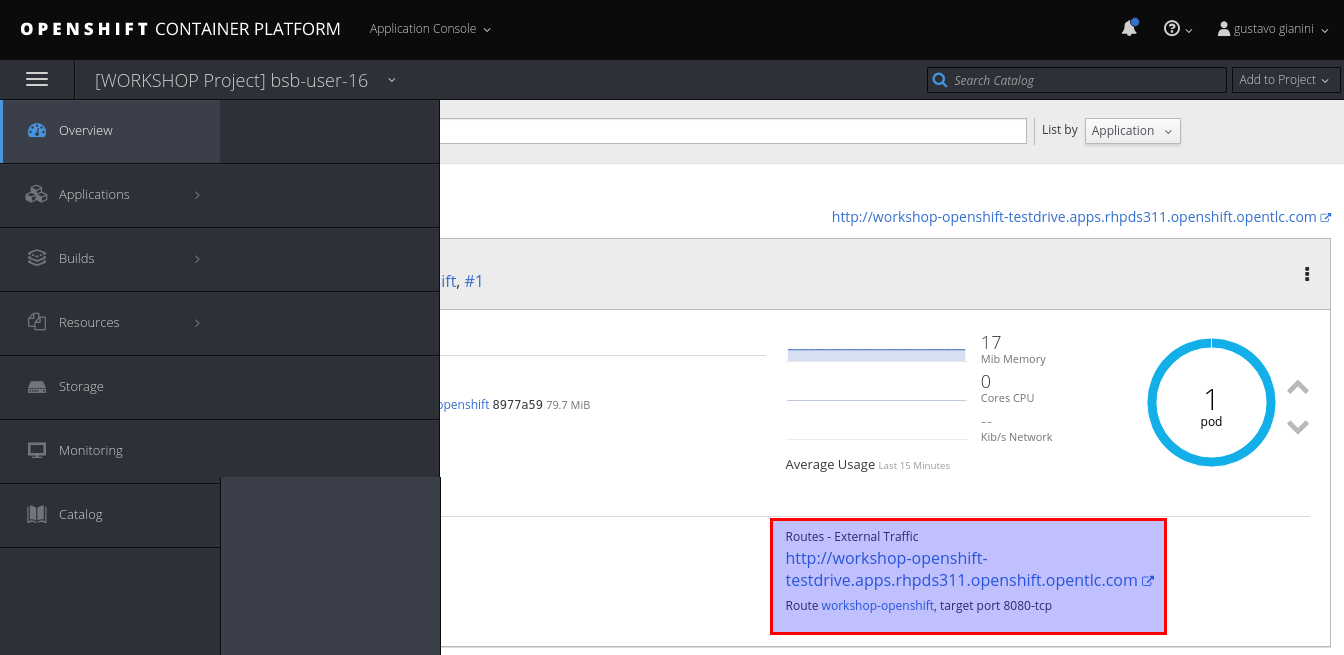 OPENSHIFT CONTAINER PLATFORM Application Console gustavo gianini
[WORKSHOP Project] bsb-user-16 Search Catalog Add to Project
Overview
List by Application
Applications
http://workshop-openshift-testdrive.apps.rhpds311.openshift.opentlc.com
Builds
ift, #1
Resources
17
Mib Memory
0
Cores CPU
--
Kib/s Network
1
pod
Storage
openshift 8977a59 79.7 MiB
Monitoring
Average Usage Last 15 Minutes
Catalog
Routes - External Traffic
http://workshop-openshift-
testdrive.apps.rhpds311.openshift.opentlc.com
Route workshop-openshift, target port 8080-tcp